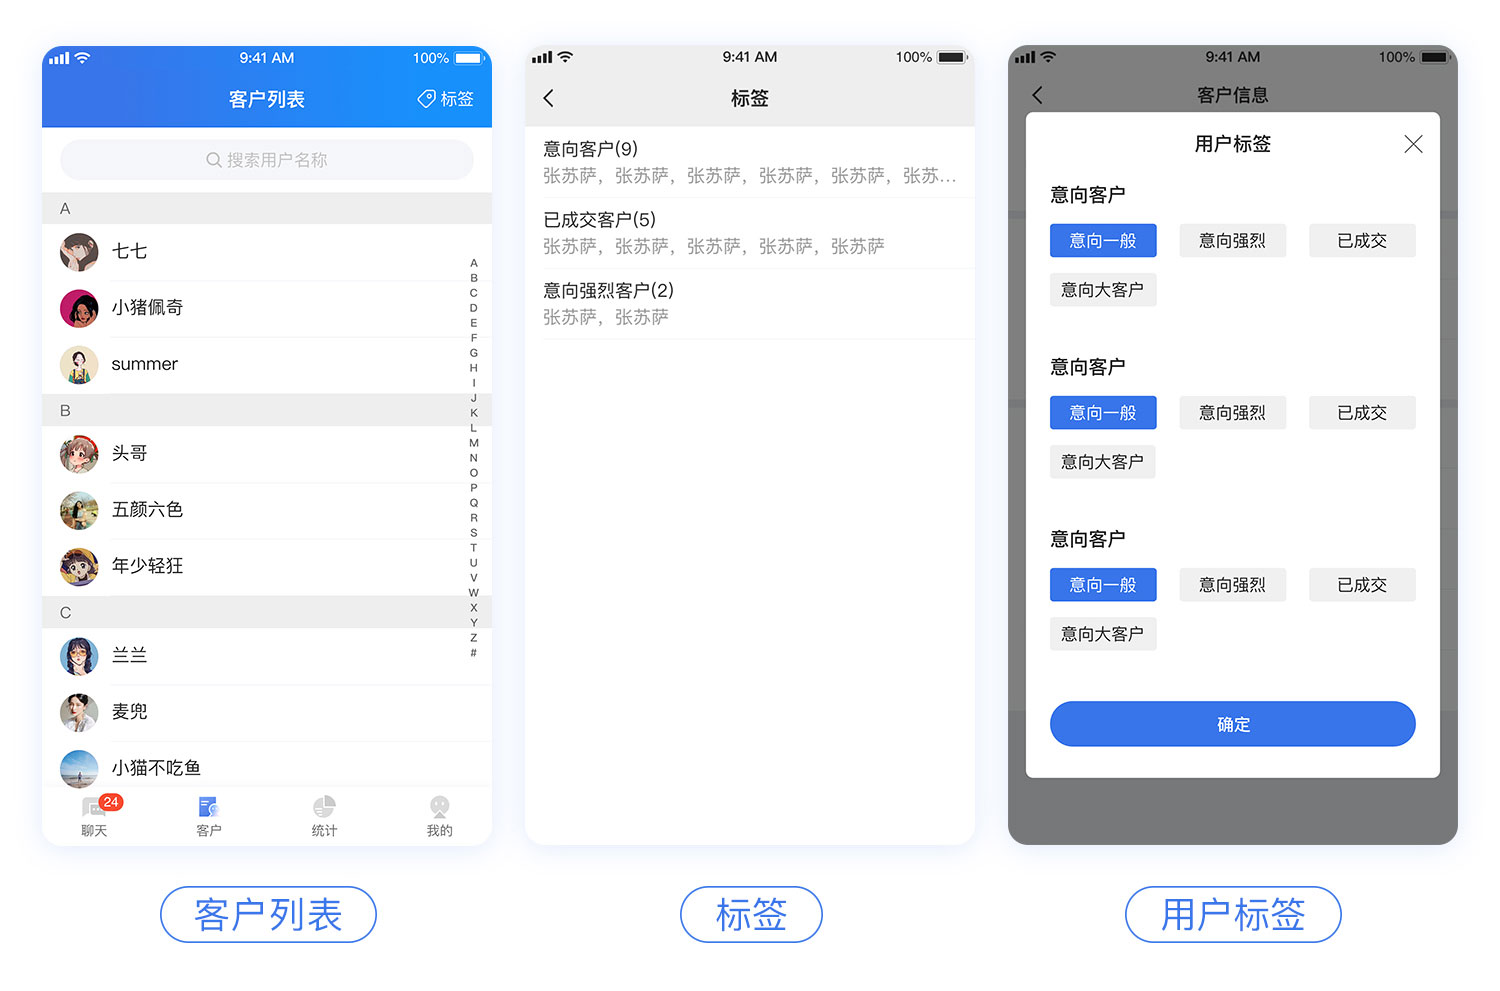 9:41 AM
100%
客户列表
标签
搜索用户名称
A
七七
小猪佩奇
summer
B
头哥
五颜六色
年少轻狂
C
兰兰
麦兜
小猫不吃鱼
A
B
C
D
E
F
G
H
I
J
K
L
M
N
O
P
Q
R
S
T
U
V
W
X
Y
Z
#
24
聊天
客户
统计
我的
客户列表
9:41 AM
100%
标签
意向客户(9)
张苏萨，张苏萨，张苏萨，张苏萨，张苏萨，张苏...
已成交客户(5)
张苏萨，张苏萨，张苏萨，张苏萨，张苏萨
意向强烈客户(2)
张苏萨，张苏萨
标签
9:41 AM
100%
客户信息
用户标签
意向客户
意向一般 意向强烈 已成交
意向大客户
意向客户
意向一般 意向强烈 已成交
意向大客户
意向客户
意向一般 意向强烈 已成交
意向大客户
确定
用户标签